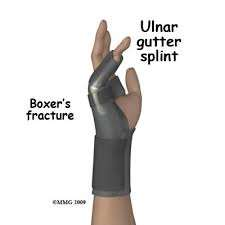 Ulnar
gutter
splint
Boxer's
fracture
©MMG 2009